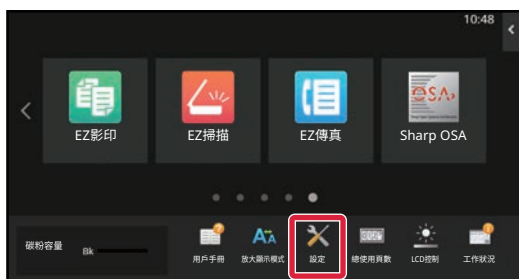 10:48
EZ影印
EZ掃描
EZ傳真
Sharp OSA
碳粉容量
Bk
用戶手冊
放大顯示模式
設定
總使用頁數
LCD控制
工作狀況